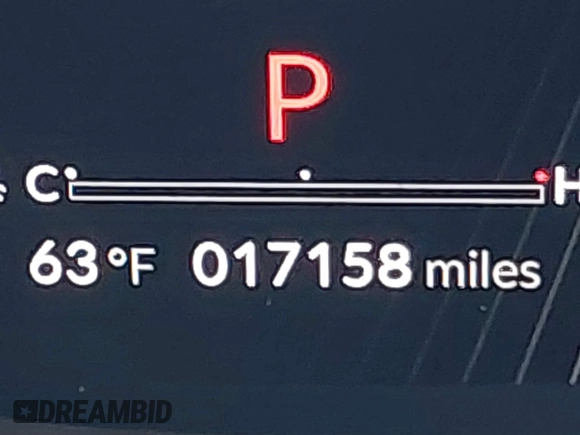 P
C H
63°F 017158 miles
DREAMBID